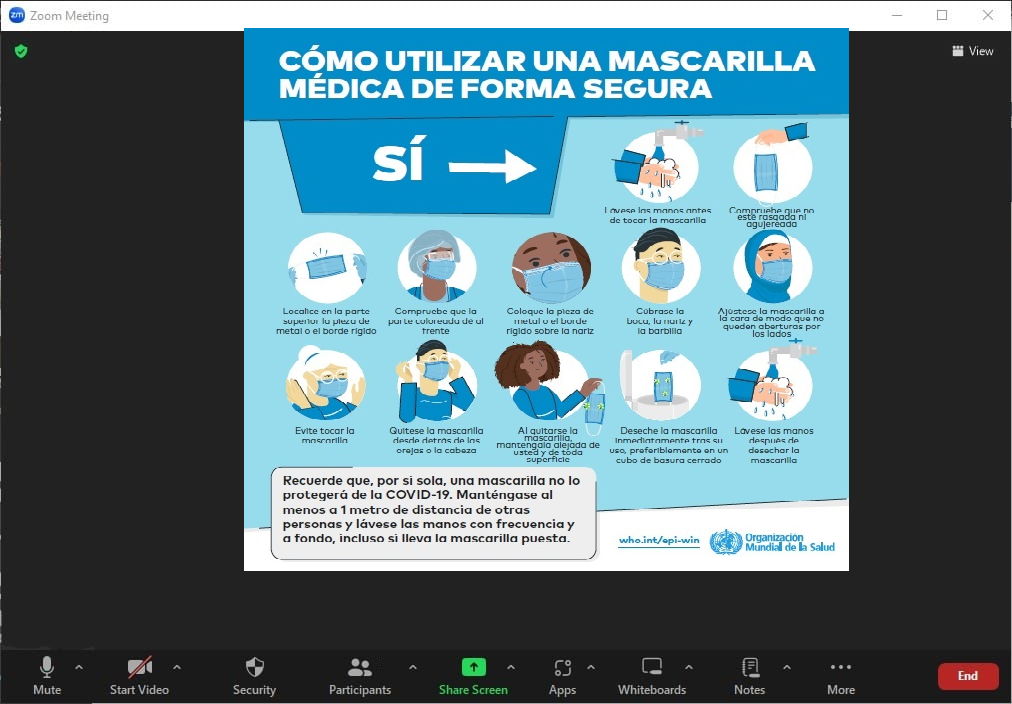 Zoom Meeting
View
CÓMO UTILIZAR UNA MASCARILLA
MÉDICA DE FORMA SEGURA
SÍ
Lávese las manos antes
de tocar la mascarilla
Compruebe que no
esté rasgada ni
agujereada
Localice en la parte
superior la pieza de
metal o el borde rígido
Compruebe que la
parte coloreada dé al
frente
Coloque la pieza de
metal o el borde
rígido sobre la nariz
Cúbrase la
boca, la nariz y
la barbilla
Ajústese la mascarilla a
la cara de modo que no
queden aberturas por
los lados
Evite tocar la
mascarilla
Quítese la mascarilla
desde detrás de las
orejas o la cabeza
Al quitarse la
mascarilla,
manténgala alejada de
usted y de toda
superficie
Deseche la mascarilla
inmediatamente tras su
uso, preferiblemente en un
cubo de basura cerrado
Lávese las manos
después de
desechar la
mascarilla
Recuerde que, por sí sola, una mascarilla no lo
protegerá de la COVID-19. Manténgase al
menos a 1 metro de distancia de otras
personas y lávese las manos con frecuencia y
a fondo, incluso si lleva la mascarilla puesta.
who.int/epi-win
Organización
Mundial de la Salud
Mute
Start Video
Security
Participants
Share Screen
Apps
Whiteboards
Notes
More
End